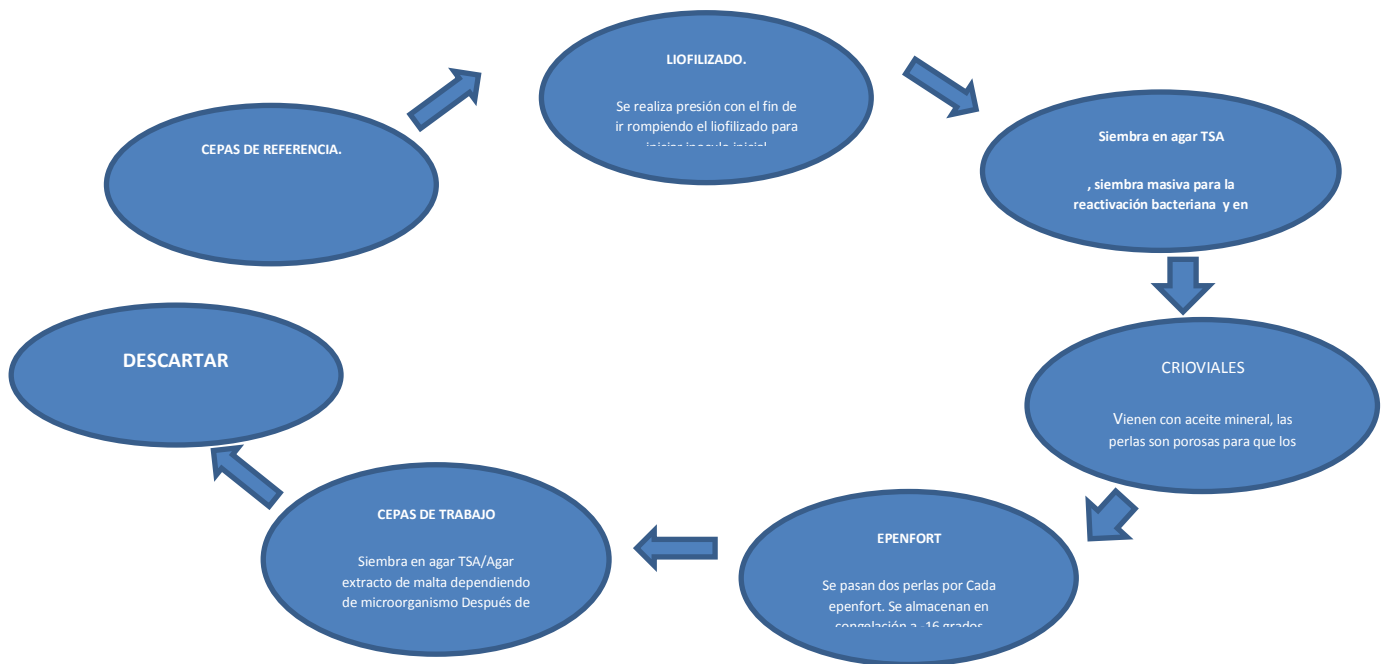 CEPAS DE REFERENCIA.
LIOFILIZADO.
Se realiza presión con el fin de
ir rompiendo el liofilizado para
Siembra en agar TSA
, siembra masiva para la
reactivación bacteriana y en
CRIOVIALES
Vienen con aceite mineral, las
perlas son porosas para que los
EPENFORT
Se pasan dos perlas por Cada
epenfort. Se almacenan en
congelación a -16 grados
CEPAS DE TRABAJO
Siembra en agar TSA/Agar
extracto de malta dependiendo
de microorganismo Después de
DESCARTAR